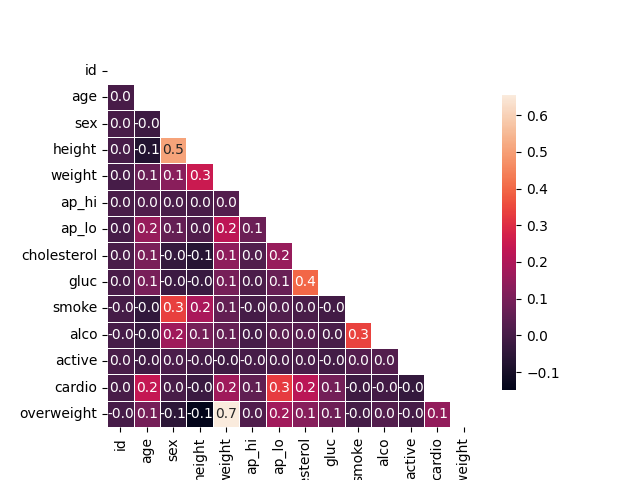 id
age 0.0
sex 0.0 -0.0
height 0.0 -0.1 0.5
weight 0.0 0.1 0.1 0.3
ap_hi 0.0 0.0 0.0 0.0 0.0
ap_lo 0.0 0.2 0.1 0.0 0.2 0.1
cholesterol 0.0 0.1 -0.0 -0.1 0.1 0.0 0.2
gluc 0.0 0.1 -0.0 -0.0 0.1 0.0 0.1 0.4
smoke -0.0 -0.0 0.3 0.2 0.1 -0.0 0.0 0.0 -0.0
alco 0.0 -0.0 0.2 0.1 0.1 0.0 0.0 0.0 0.0 0.3
active 0.0 -0.0 0.0 -0.0 -0.0 -0.0 0.0 0.0 -0.0 0.0 0.0
cardio 0.0 0.2 0.0 -0.0 0.2 0.1 0.3 0.2 0.1 -0.0 -0.0 -0.0
overweight -0.0 0.1 -0.1 -0.1 0.7 0.0 0.2 0.1 0.1 -0.0 0.0 -0.0 0.1
id age sex height weight ap_hi ap_lo esterol gluc smoke alco active cardio weight
0.6
0.5
0.4
0.3
0.2
0.1
0.0
−0.1